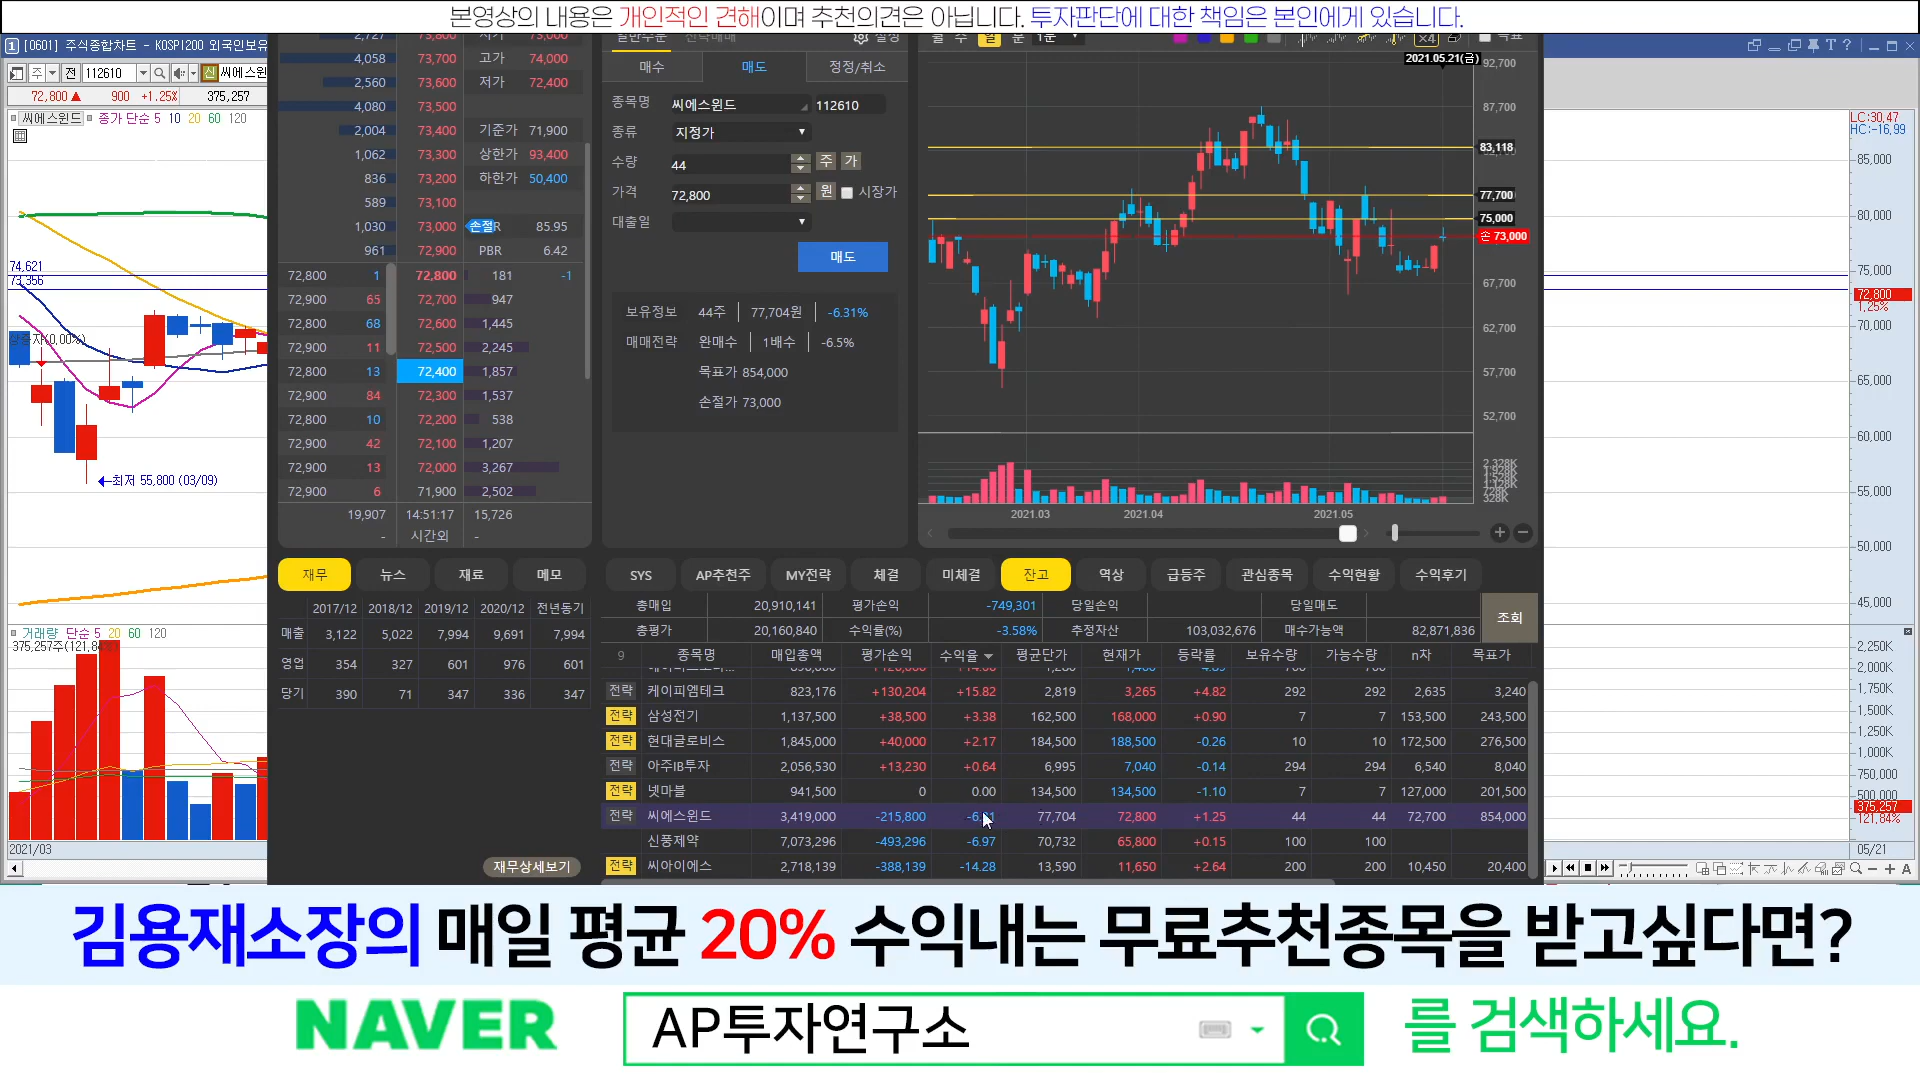 본영상의 내용은 개인적인 견해이며 추천의견은 아닙니다. 투자판단에 대한 책임은 본인에게 있습니다.
1 [0601] 주식종합차트 - KOSPI200 외국인보유
주 전 112610 신 씨에스윈
72,800 ▲ 900 +1.25% 375,257
씨에스윈드 종가 단순 5 10 20 60 120
74,621
73,356
최저 55,800 (03/09)
거래량 단순 5 20 60 120
375,257주(121,84%)
2021/03
4,058 73,700 고가 74,000
2,560 73,600 저가 72,400
4,080 73,500
2,004 73,400 기준가 71,900
1,062 73,300 상한가 93,400
836 73,200 하한가 50,400
589 73,100
1,030 73,000 손절 85.95
961 72,900 PBR 6.42
72,800 1 72,800 181 -1
72,900 65 72,700 947
72,800 68 72,600 1,445
72,900 11 72,500 2,245
72,800 13 72,400 1,857
72,900 84 72,300 1,537
72,800 10 72,200 538
72,900 42 72,100 1,207
72,900 13 72,000 3,267
72,900 6 71,900 2,502
19,907 14:51:17 15,726
- 시간외 -
매수 매도 정정/취소
종목명 씨에스윈드 112610
종류 지정가
수량 44 주 가
가격 72,800 원 시장가
대출일
매도
보유정보 44주 77,704원 -6.31%
매매전략 완매수 1배수 -6.5%
목표가 854,000
손절가 73,000
월 주 일 분 1분 X4
2021.05.21(금)
92,700
87,700
83,118
77,700
75,000
손 73,000
67,700
62,700
57,700
52,700
2,328K
1,928K
1,528K
1,128K
728K
328K
2021.03 2021.04 2021.05
재무 뉴스 재료 메모
2017/12 2018/12 2019/12 2020/12 전년동기
매출 3,122 5,022 7,994 9,691 7,994
영업 354 327 601 976 601
당기 390 71 347 336 347
재무상세보기
SYS AP추천주 MY전략 체결 미체결 잔고 역상 급등주 관심종목 수익현황 수익후기
총매입 20,910,141 평가손익 -749,301 당일손익 당일매도
총평가 20,160,840 수익률(%) -3.58% 추정자산 103,032,676 매수가능액 82,871,836
조회
9 종목명 매입총액 평가손익 수익율 평균단가 현재가 등락률 보유수량 가능수량 n차 목표가
전략 케이피엠테크 823,176 +130,204 +15.82 2,819 3,265 +4.82 292 292 2,635 3,240
전략 삼성전기 1,137,500 +38,500 +3.38 162,500 168,000 +0.90 7 7 153,500 243,500
전략 현대글로비스 1,845,000 +40,000 +2.17 184,500 188,500 -0.26 10 10 172,500 276,500
전략 아주IB투자 2,056,530 +13,230 +0.64 6,995 7,040 -0.14 294 294 6,540 8,040
전략 넷마블 941,500 0 0.00 134,500 134,500 -1.10 7 7 127,000 201,500
전략 씨에스윈드 3,419,000 -215,800 77,704 72,800 +1.25 44 44 72,700 854,000
신풍제약 7,073,296 -493,296 -6.97 70,732 65,800 +0.15 100 100
전략 씨아이에스 2,718,139 -388,139 -14.28 13,590 11,650 +2.64 200 200 10,450 20,400
LC:30,47
HC:-16,99
85,000
80,000
75,000
72,800
1,25%
70,000
65,000
60,000
55,000
50,000
45,000
2,250K
2,000K
1,750K
1,500K
1,250K
1,000K
750,000
500,000
375,257
121,84%
05/21
김용재소장의 매일 평균 20% 수익내는 무료추천종목을 받고싶다면?
NAVER AP투자연구소 를 검색하세요.